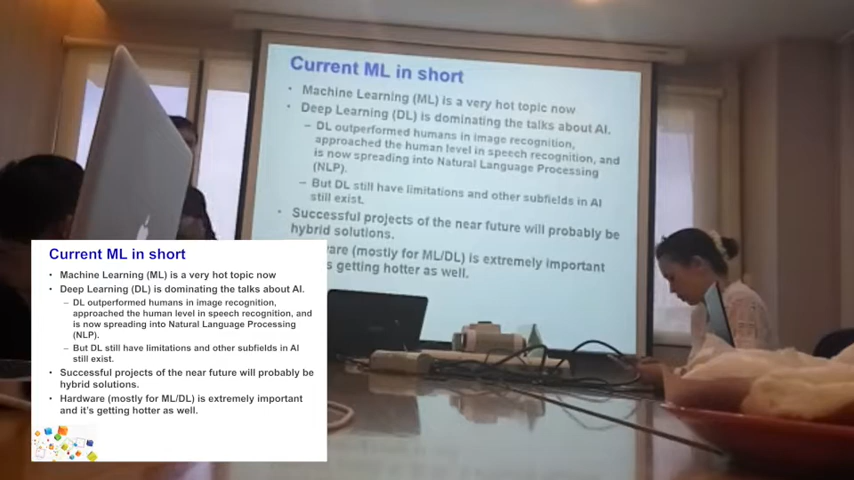 Current ML in short
• Machine Learning (ML) is a very hot topic now
• Deep Learning (DL) is dominating the talks about AI.
– DL outperformed humans in image recognition,
approached the human level in speech recognition, and
is now spreading into Natural Language Processing
(NLP).
– But DL still have limitations and other subfields in AI
still exist.
• Successful projects of the near future will probably be
hybrid solutions.
(mostly for ML/DL) is extremely important
getting hotter as well.
Current ML in short
• Machine Learning (ML) is a very hot topic now
• Deep Learning (DL) is dominating the talks about AI.
– DL outperformed humans in image recognition,
approached the human level in speech recognition, and
is now spreading into Natural Language Processing
(NLP).
– But DL still have limitations and other subfields in AI
still exist.
• Successful projects of the near future will probably be
hybrid solutions.
• Hardware (mostly for ML/DL) is extremely important
and it's getting hotter as well.